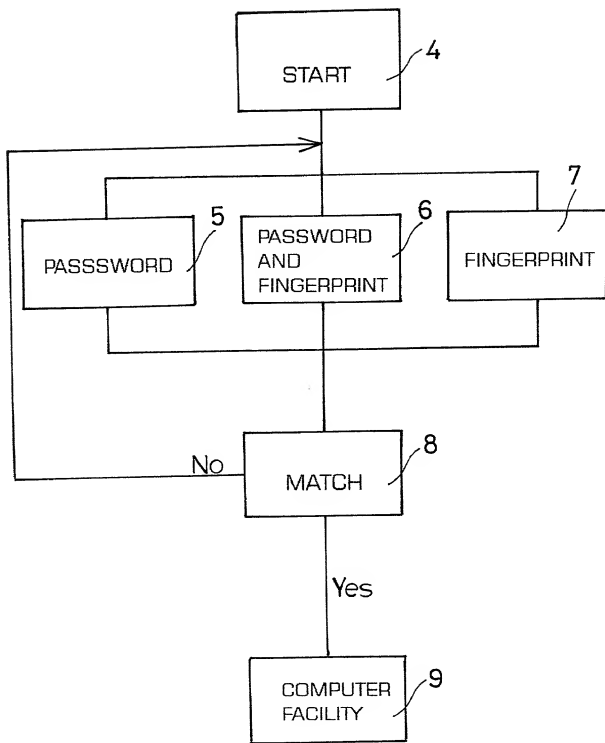 START
4
PASSSWORD
5
PASSWORD
AND
FINGERPRINT
6
FINGERPRINT
7
MATCH
8
No
Yes
COMPUTER
FACILITY
9